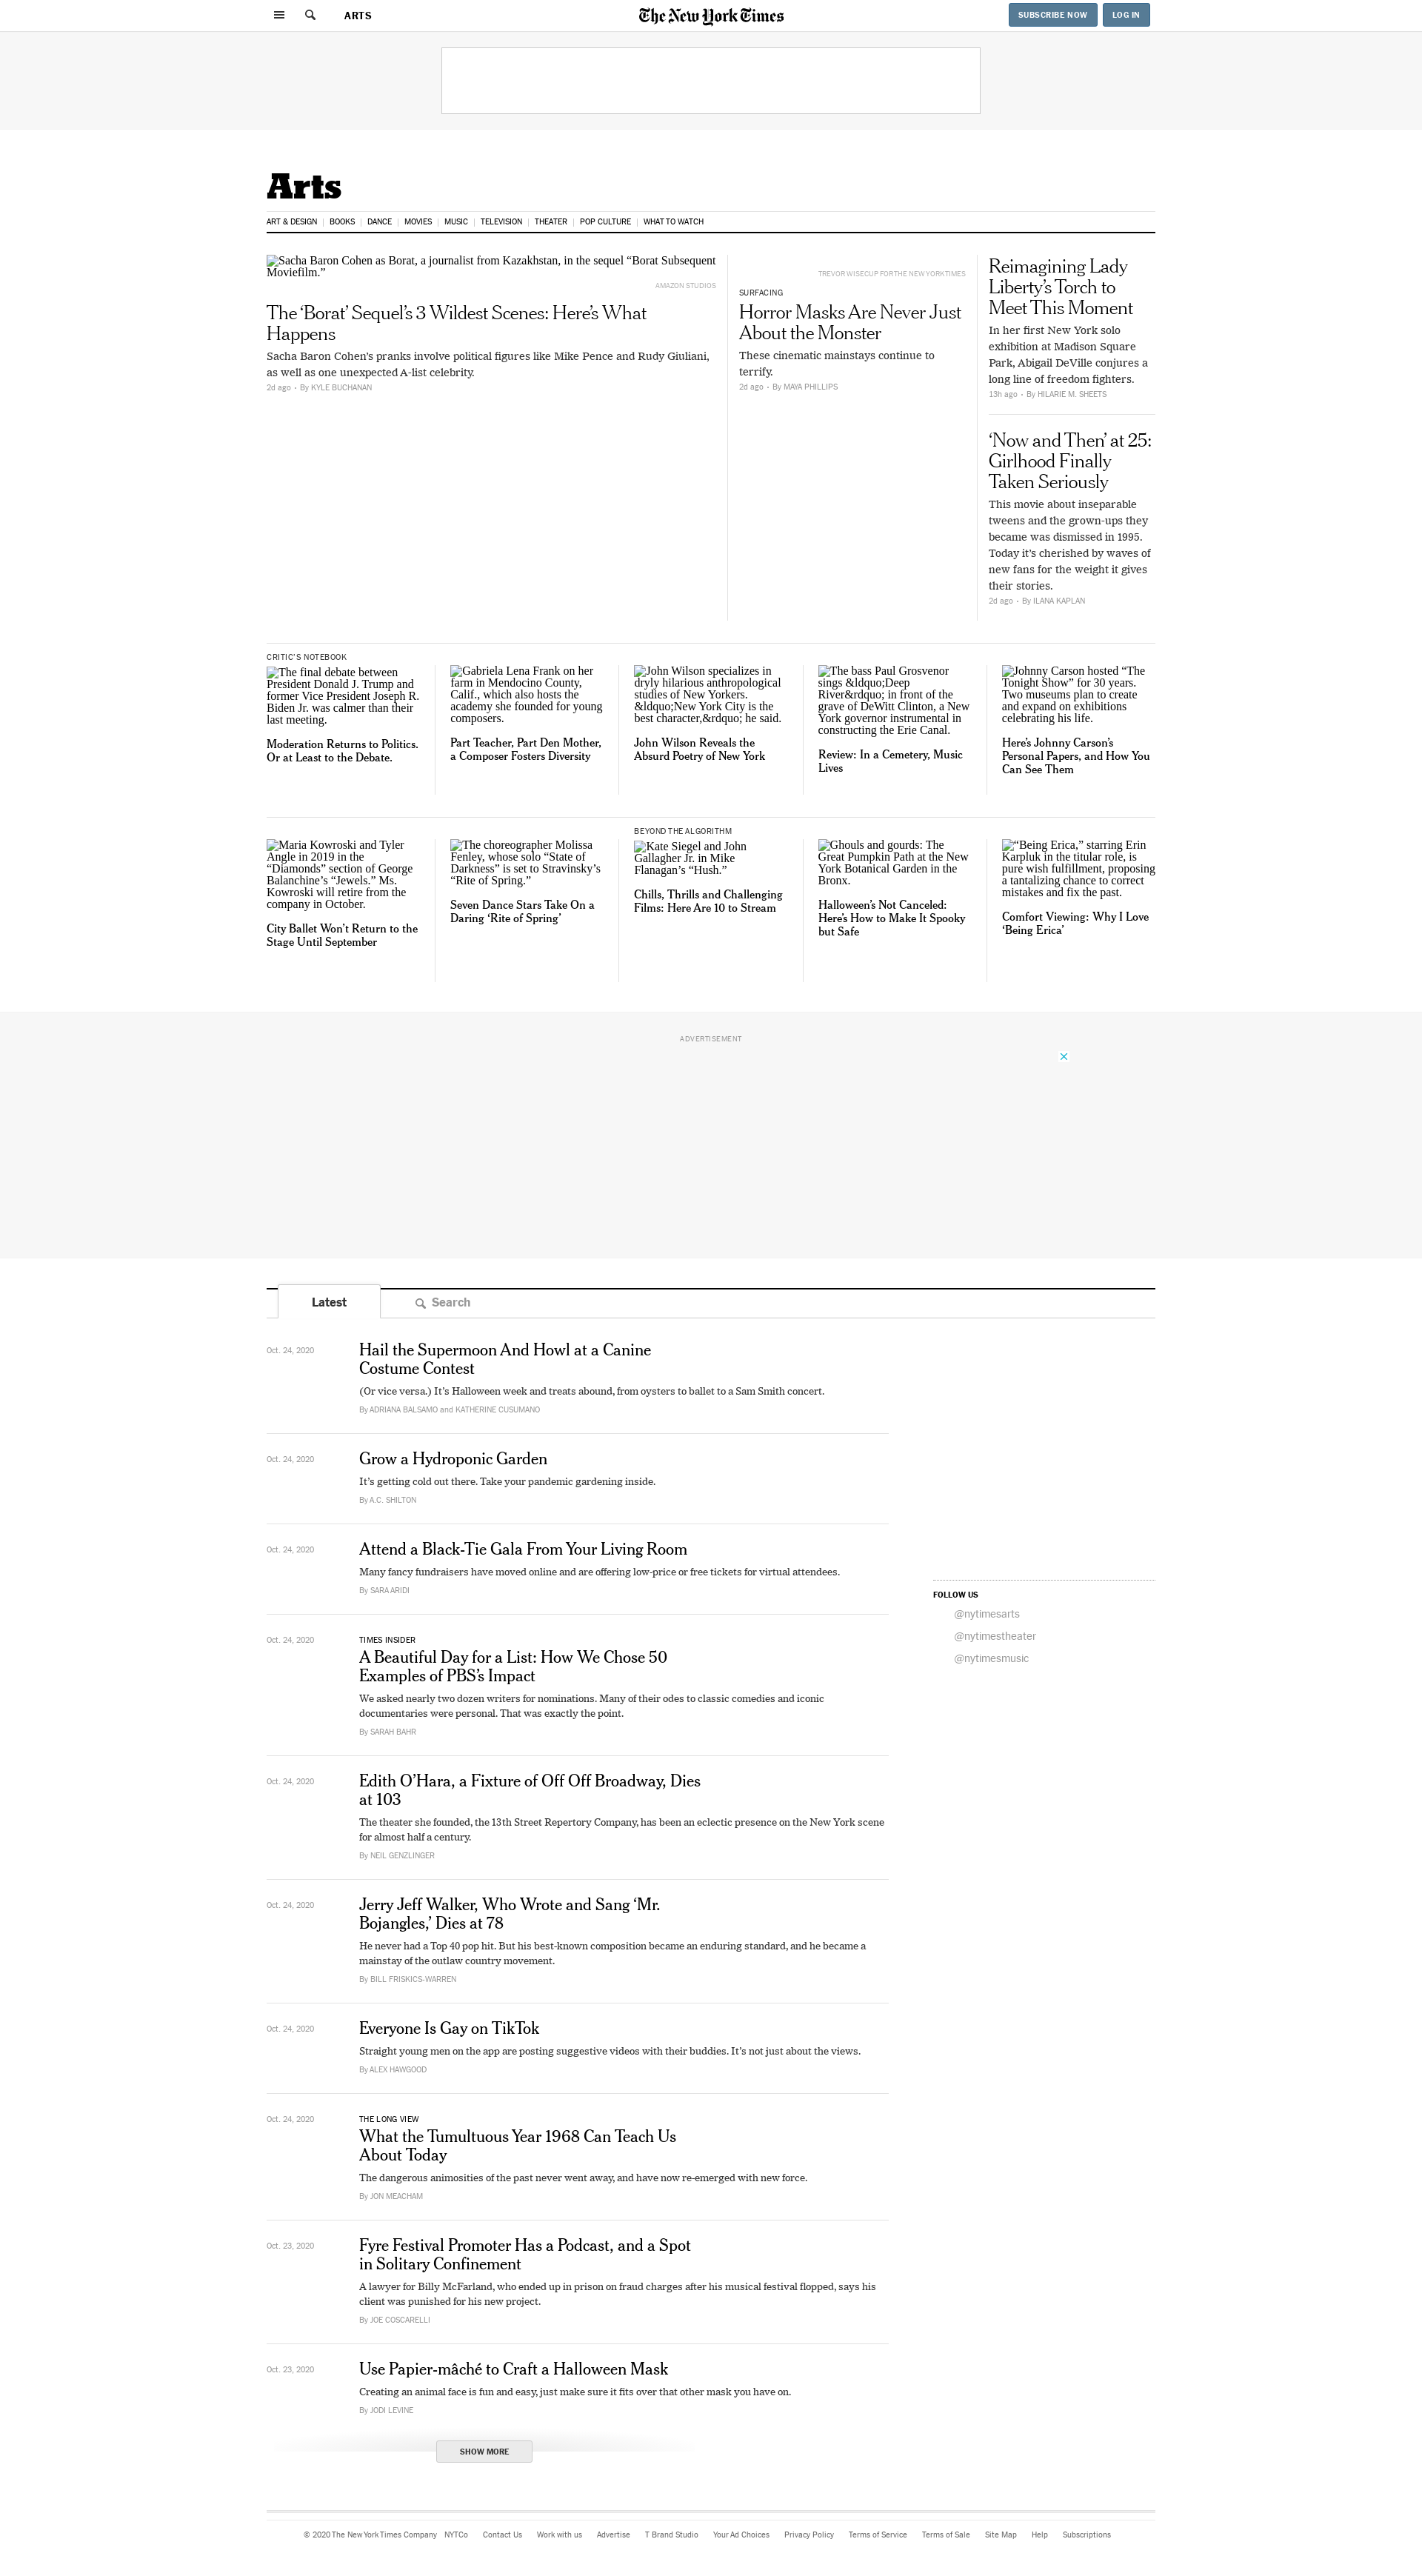 ARTS
The New York Times
SUBSCRIBE NOW
LOG IN
Arts
ART & DESIGN
BOOKS
DANCE
MOVIES
MUSIC
TELEVISION
THEATER
POP CULTURE
WHAT TO WATCH
Sacha Baron Cohen as Borat, a journalist from Kazakhstan, in the sequel “Borat Subsequent
Moviefilm.”
AMAZON STUDIOS
The ‘Borat’ Sequel’s 3 Wildest Scenes: Here’s What
Happens
Sacha Baron Cohen’s pranks involve political figures like Mike Pence and Rudy Giuliani,
as well as one unexpected A-list celebrity.
2d ago • By KYLE BUCHANAN
TREVOR WISECUP FOR THE NEW YORK TIMES
SURFACING
Horror Masks Are Never Just
About the Monster
These cinematic mainstays continue to
terrify.
2d ago • By MAYA PHILLIPS
Reimagining Lady
Liberty’s Torch to
Meet This Moment
In her first New York solo
exhibition at Madison Square
Park, Abigail DeVille conjures a
long line of freedom fighters.
13h ago • By HILARIE M. SHEETS
‘Now and Then’ at 25:
Girlhood Finally
Taken Seriously
This movie about inseparable
tweens and the grown-ups they
became was dismissed in 1995.
Today it’s cherished by waves of
new fans for the weight it gives
their stories.
2d ago • By ILANA KAPLAN
CRITIC’S NOTEBOOK
The final debate between
President Donald J. Trump and
former Vice President Joseph R.
Biden Jr. was calmer than their
last meeting.
Moderation Returns to Politics.
Or at Least to the Debate.
Gabriela Lena Frank on her
farm in Mendocino County,
Calif., which also hosts the
academy she founded for young
composers.
Part Teacher, Part Den Mother,
a Composer Fosters Diversity
John Wilson specializes in
dryly hilarious anthropological
studies of New Yorkers.
&ldquo;New York City is the
best character,&rdquo; he said.
John Wilson Reveals the
Absurd Poetry of New York
The bass Paul Grosvenor
sings &ldquo;Deep
River&rdquo; in front of the
grave of DeWitt Clinton, a New
York governor instrumental in
constructing the Erie Canal.
Review: In a Cemetery, Music
Lives
Johnny Carson hosted “The
Tonight Show” for 30 years.
Two museums plan to create
and expand on exhibitions
celebrating his life.
Here’s Johnny Carson’s
Personal Papers, and How You
Can See Them
Maria Kowroski and Tyler
Angle in 2019 in the
“Diamonds” section of George
Balanchine’s “Jewels.” Ms.
Kowroski will retire from the
company in October.
City Ballet Won’t Return to the
Stage Until September
The choreographer Molissa
Fenley, whose solo “State of
Darkness” is set to Stravinsky’s
“Rite of Spring.”
Seven Dance Stars Take On a
Daring ‘Rite of Spring’
BEYOND THE ALGORITHM
Kate Siegel and John
Gallagher Jr. in Mike
Flanagan’s “Hush.”
Chills, Thrills and Challenging
Films: Here Are 10 to Stream
Ghouls and gourds: The
Great Pumpkin Path at the New
York Botanical Garden in the
Bronx.
Halloween’s Not Canceled:
Here’s How to Make It Spooky
but Safe
“Being Erica,” starring Erin
Karpluk in the titular role, is
pure wish fulfillment, proposing
a tantalizing chance to correct
mistakes and fix the past.
Comfort Viewing: Why I Love
‘Being Erica’
ADVERTISEMENT
Latest
Search
Oct. 24, 2020
Hail the Supermoon And Howl at a Canine
Costume Contest
(Or vice versa.) It’s Halloween week and treats abound, from oysters to ballet to a Sam Smith concert.
By ADRIANA BALSAMO and KATHERINE CUSUMANO
Oct. 24, 2020
Grow a Hydroponic Garden
It’s getting cold out there. Take your pandemic gardening inside.
By A.C. SHILTON
Oct. 24, 2020
Attend a Black-Tie Gala From Your Living Room
Many fancy fundraisers have moved online and are offering low-price or free tickets for virtual attendees.
By SARA ARIDI
Oct. 24, 2020
TIMES INSIDER
A Beautiful Day for a List: How We Chose 50
Examples of PBS’s Impact
We asked nearly two dozen writers for nominations. Many of their odes to classic comedies and iconic
documentaries were personal. That was exactly the point.
By SARAH BAHR
Oct. 24, 2020
Edith O’Hara, a Fixture of Off Off Broadway, Dies
at 103
The theater she founded, the 13th Street Repertory Company, has been an eclectic presence on the New York scene
for almost half a century.
By NEIL GENZLINGER
Oct. 24, 2020
Jerry Jeff Walker, Who Wrote and Sang ‘Mr.
Bojangles,’ Dies at 78
He never had a Top 40 pop hit. But his best-known composition became an enduring standard, and he became a
mainstay of the outlaw country movement.
By BILL FRISKICS-WARREN
Oct. 24, 2020
Everyone Is Gay on TikTok
Straight young men on the app are posting suggestive videos with their buddies. It’s not just about the views.
By ALEX HAWGOOD
Oct. 24, 2020
THE LONG VIEW
What the Tumultuous Year 1968 Can Teach Us
About Today
The dangerous animosities of the past never went away, and have now re-emerged with new force.
By JON MEACHAM
Oct. 23, 2020
Fyre Festival Promoter Has a Podcast, and a Spot
in Solitary Confinement
A lawyer for Billy McFarland, who ended up in prison on fraud charges after his musical festival flopped, says his
client was punished for his new project.
By JOE COSCARELLI
Oct. 23, 2020
Use Papier-mâché to Craft a Halloween Mask
Creating an animal face is fun and easy, just make sure it fits over that other mask you have on.
By JODI LEVINE
SHOW MORE
FOLLOW US
@nytimesarts
@nytimestheater
@nytimesmusic
© 2020 The New York Times Company
NYTCo
Contact Us
Work with us
Advertise
T Brand Studio
Your Ad Choices
Privacy Policy
Terms of Service
Terms of Sale
Site Map
Help
Subscriptions